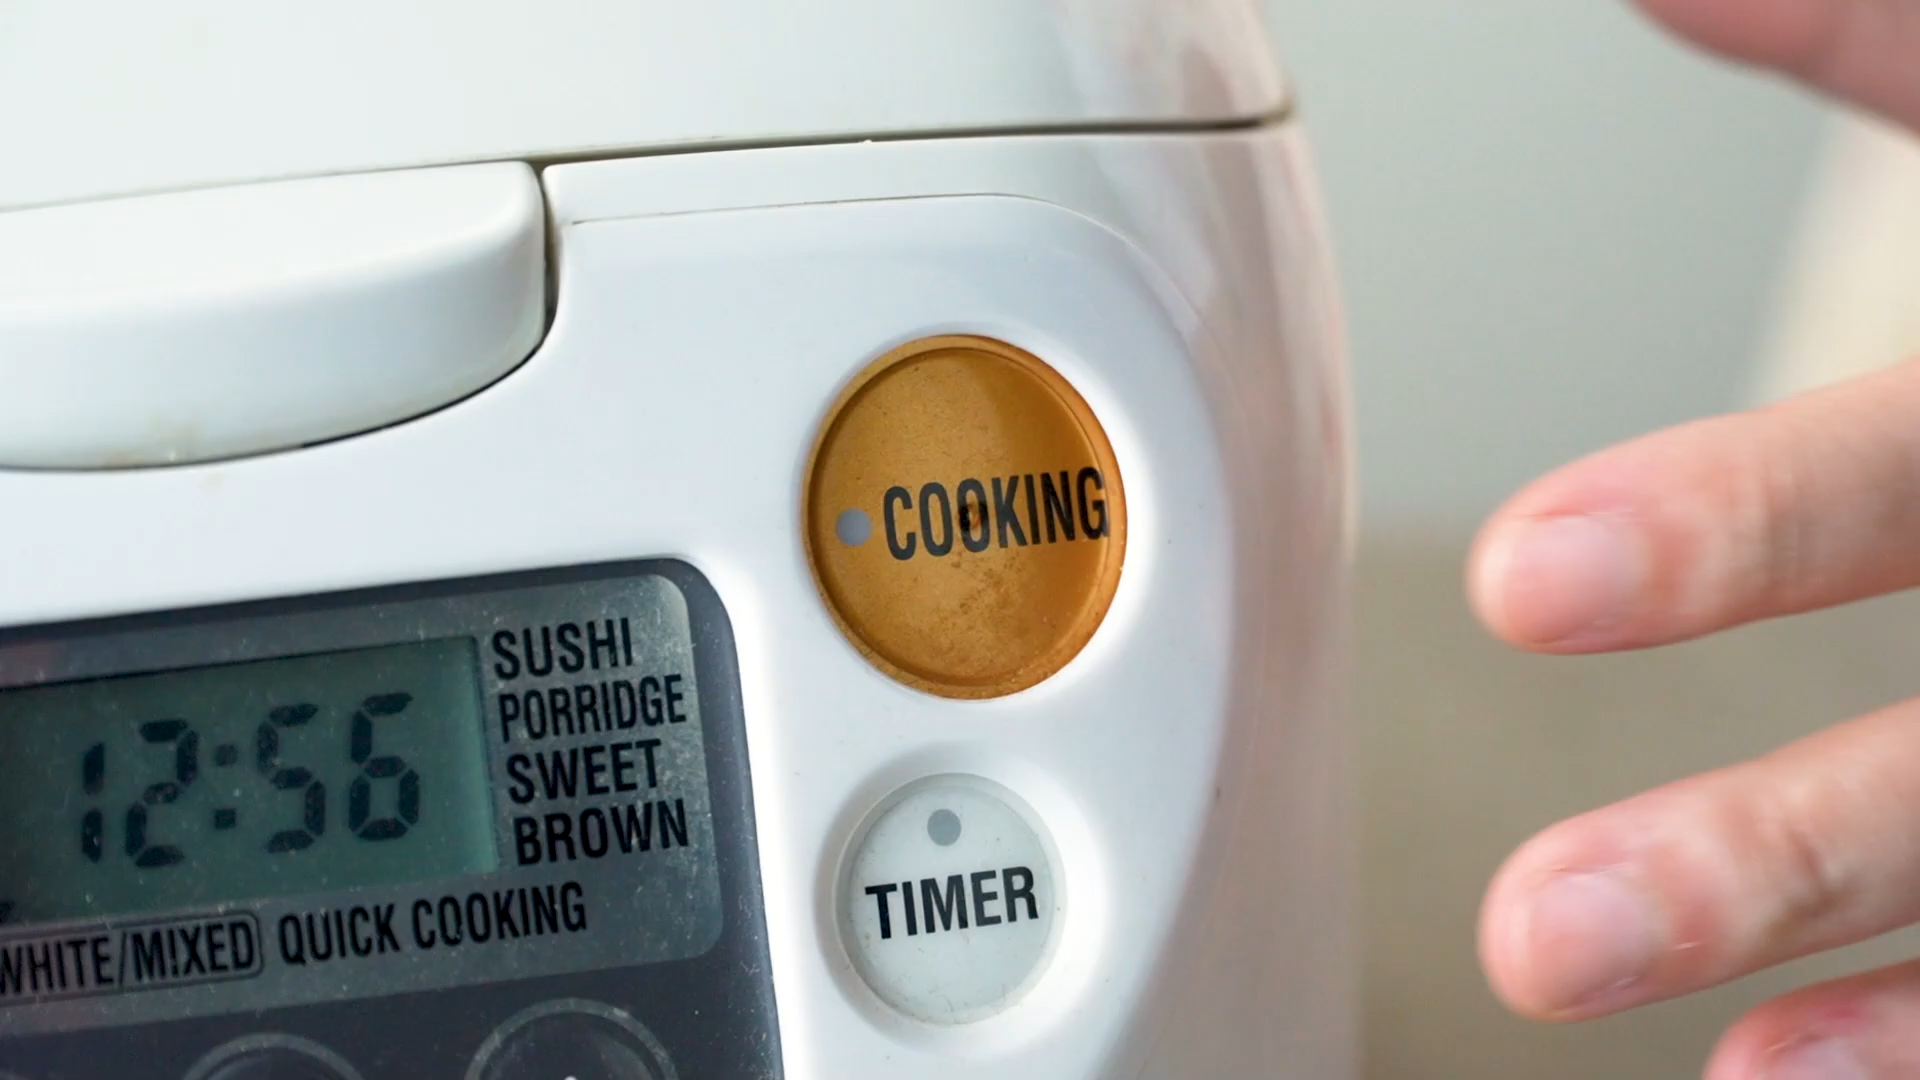 COOKING
SUSHI
PORRIDGE
SWEET
BROWN
12:56
WHITE/MIXED QUICK COOKING
TIMER